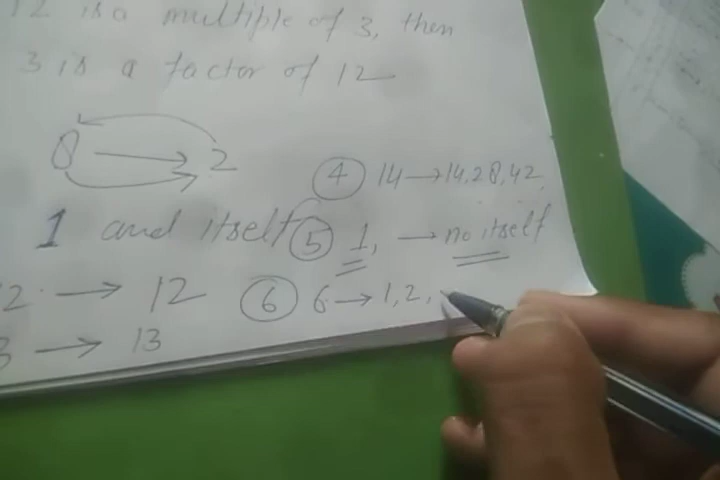 12 is a multiple of 3, then
3 is a factor of 12
8 → 2
④ 14 → 14, 28, 42,
1 and itself
⑤ 1, → no itself
2 → 12
⑥ 6 → 1, 2,
3 → 13